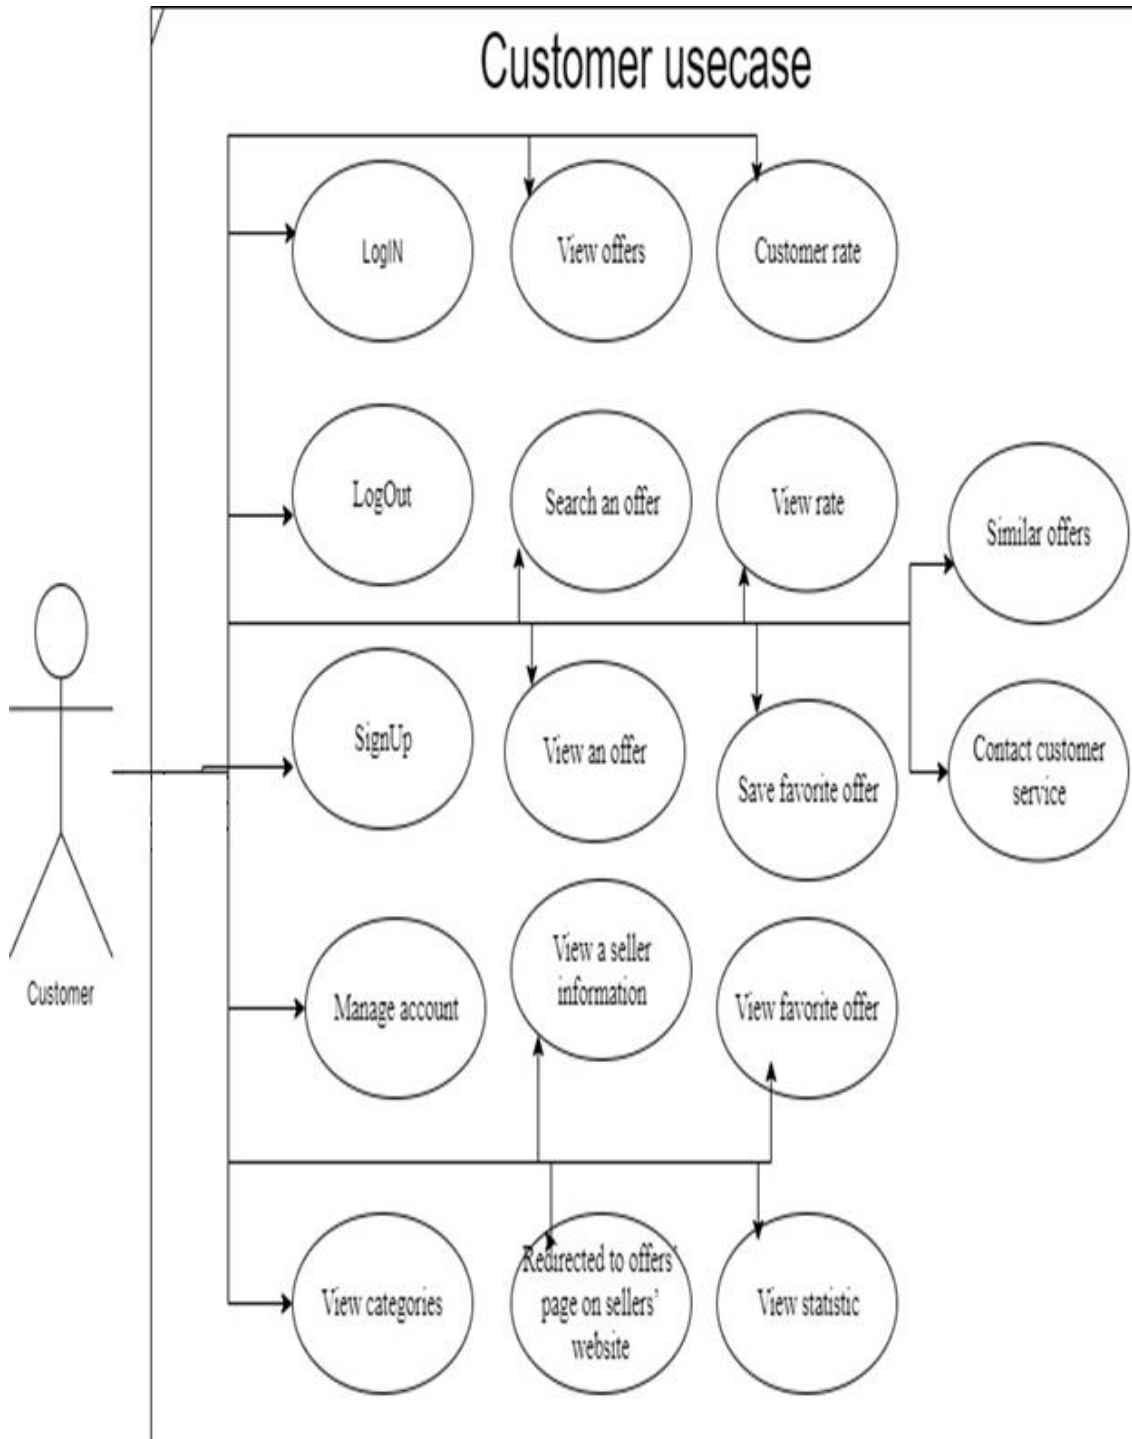 Customer usecase
LogIN
View offers
Customer rate
LogOut
Search an offer
View rate
Similar offers
SignUp
View an offer
Save favorite offer
Contact customer
service
Manage account
View a seller
information
View favorite offer
Customer
View categories
Redirected to offers'
page on sellers'
website
View statistic